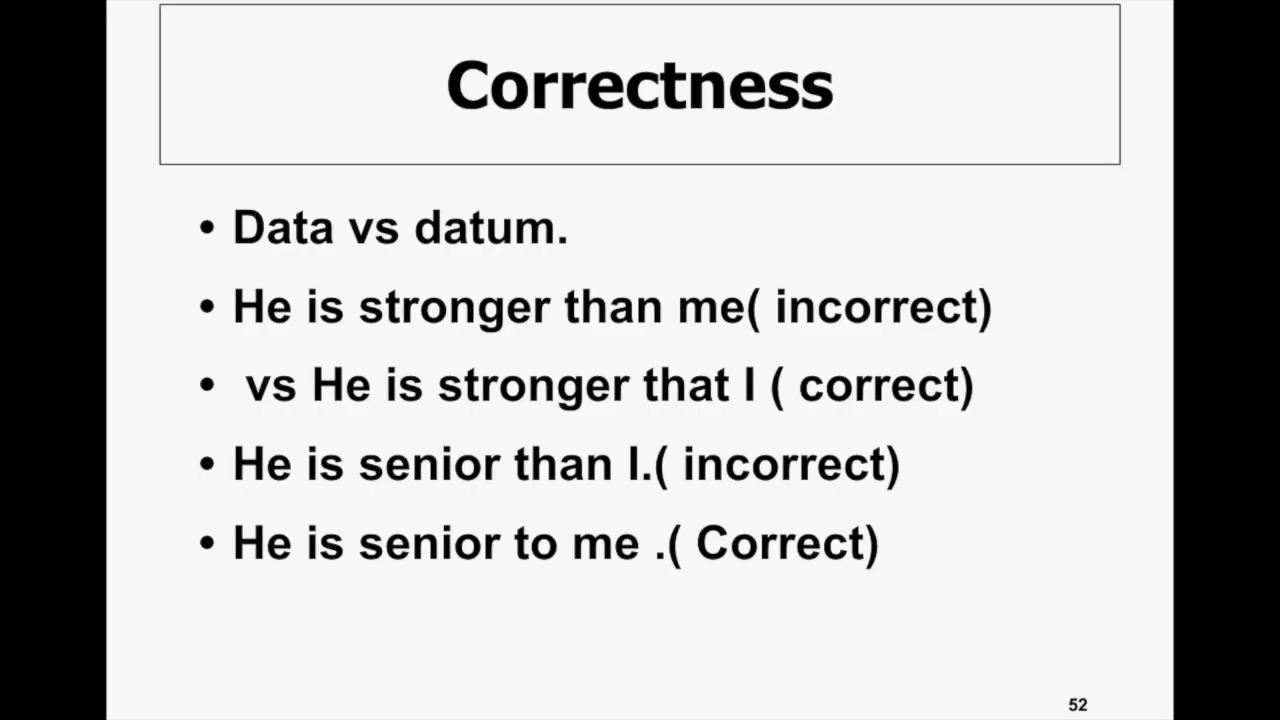 Correctness
• Data vs datum.
• He is stronger than me( incorrect)
• vs He is stronger that I ( correct)
• He is senior than I.( incorrect)
• He is senior to me .( Correct)
52